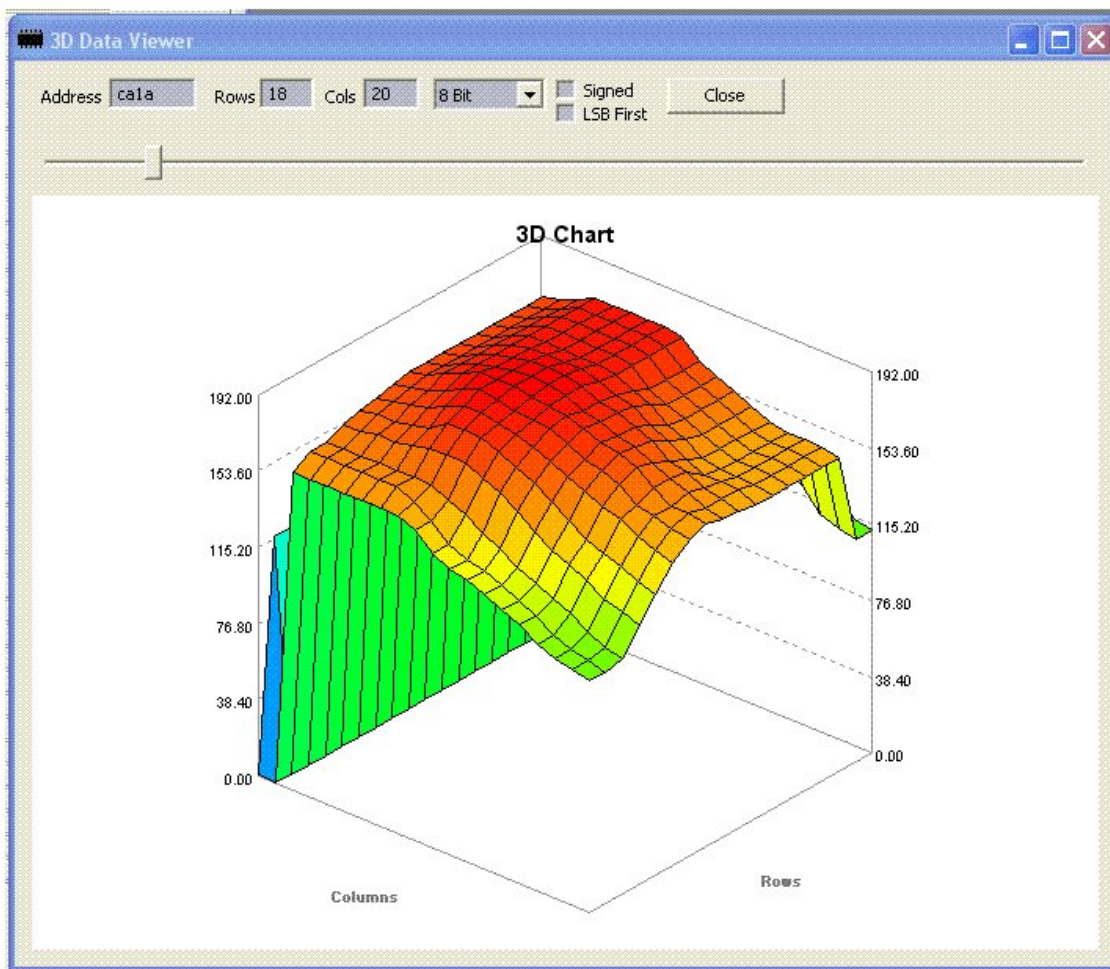 3D Data Viewer
Address ca1a Rows 18 Cols 20 8 Bit Signed Close
LSB First
3D Chart
192.00 192.00
153.60 153.60
115.20 115.20
76.80 76.80
38.40 38.40
0.00 0.00
Columns Rows